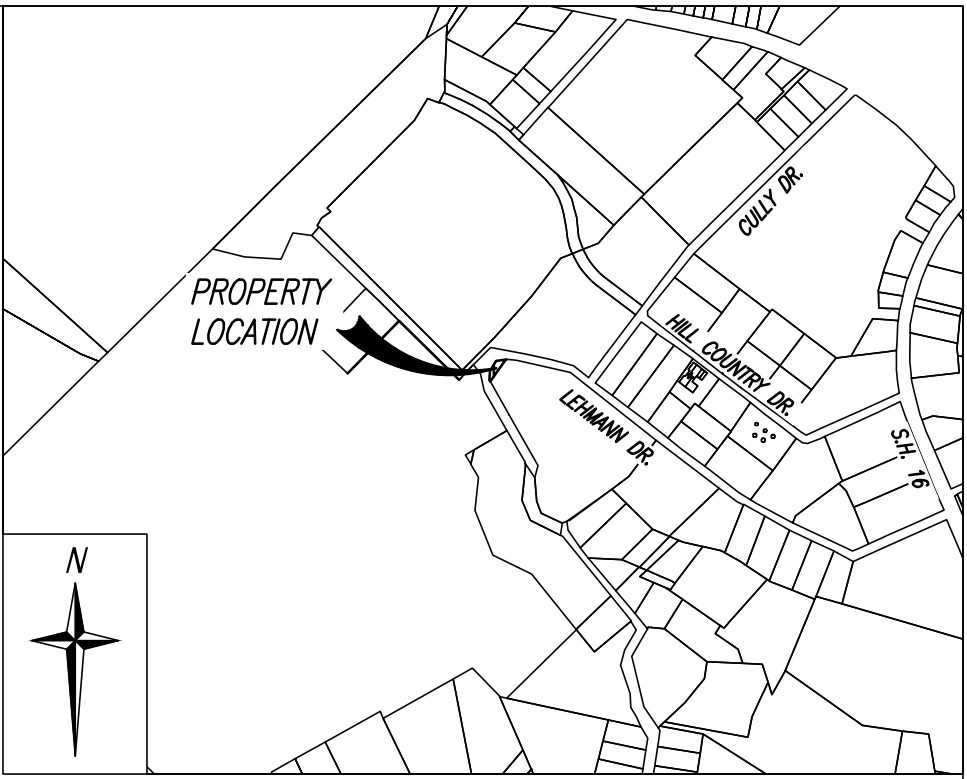 CULLY DR.
PROPERTY
LOCATION
HILL COUNTRY DR.
LEHMANN DR.
S.H. 16
N